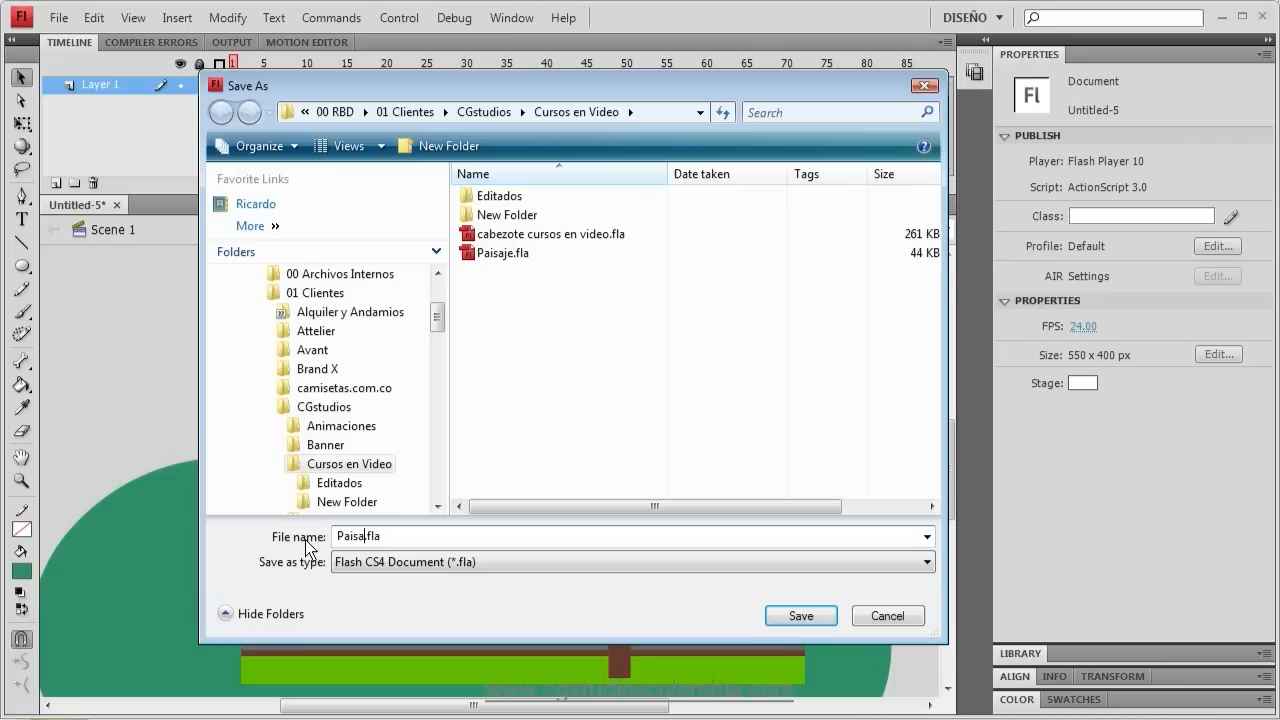 Fl File Edit View Insert Modify Text Commands Control Debug Window Help DISEÑO
TIMELINE COMPILER ERRORS OUTPUT MOTION EDITOR
1 5 10 15 20 25 30 35 40 45 50 55 60 65 70 75 80 85
Layer 1
Untitled-5*
Scene 1
Fl Save As
00 RBD 01 Clientes CGstudios Cursos en Video Search
Organize Views New Folder
Favorite Links
Ricardo
More
Folders
00 Archivos Internos
01 Clientes
Alquiler y Andamios
Attelier
Avant
Brand X
camisetas.com.co
CGstudios
Animaciones
Banner
Cursos en Video
Editados
New Folder
Name Date taken Tags Size
Editados
New Folder
cabezote cursos en video.fla 261 KB
Paisaje.fla 44 KB
File name: Paisa.fla
Save as type: Flash CS4 Document (*.fla)
Hide Folders Save Cancel
PROPERTIES
Fl Document
Untitled-5
PUBLISH
Player: Flash Player 10
Script: ActionScript 3.0
Class:
Profile: Default Edit...
AIR Settings Edit...
PROPERTIES
FPS: 24.00
Size: 550 x 400 px Edit...
Stage:
LIBRARY
ALIGN INFO TRANSFORM
COLOR SWATCHES